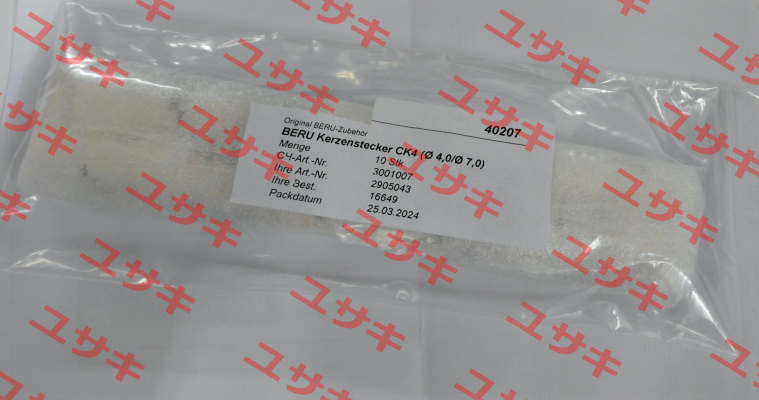 40207
Original BERU-Zubehör
BERU Kerzenstecker CK4 (Ø 4,0/Ø 7,0)
Menge 10 Stk
CH-Art.-Nr. 3001007
Ihre Art.-Nr. 2905043
Ihre Best. 16649
Packdatum 25.03.2024
ユサキ